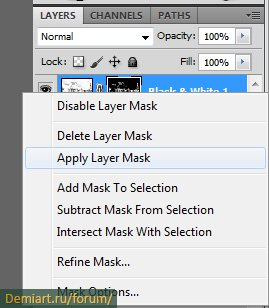 LAYERS CHANNELS PATHS
Normal Opacity: 100%
Lock: Fill: 100%
Black & White 1
Disable Layer Mask
Delete Layer Mask
Apply Layer Mask
Add Mask To Selection
Subtract Mask From Selection
Intersect Mask With Selection
Refine Mask...
Mask Options...
Demiart.ru/forum/